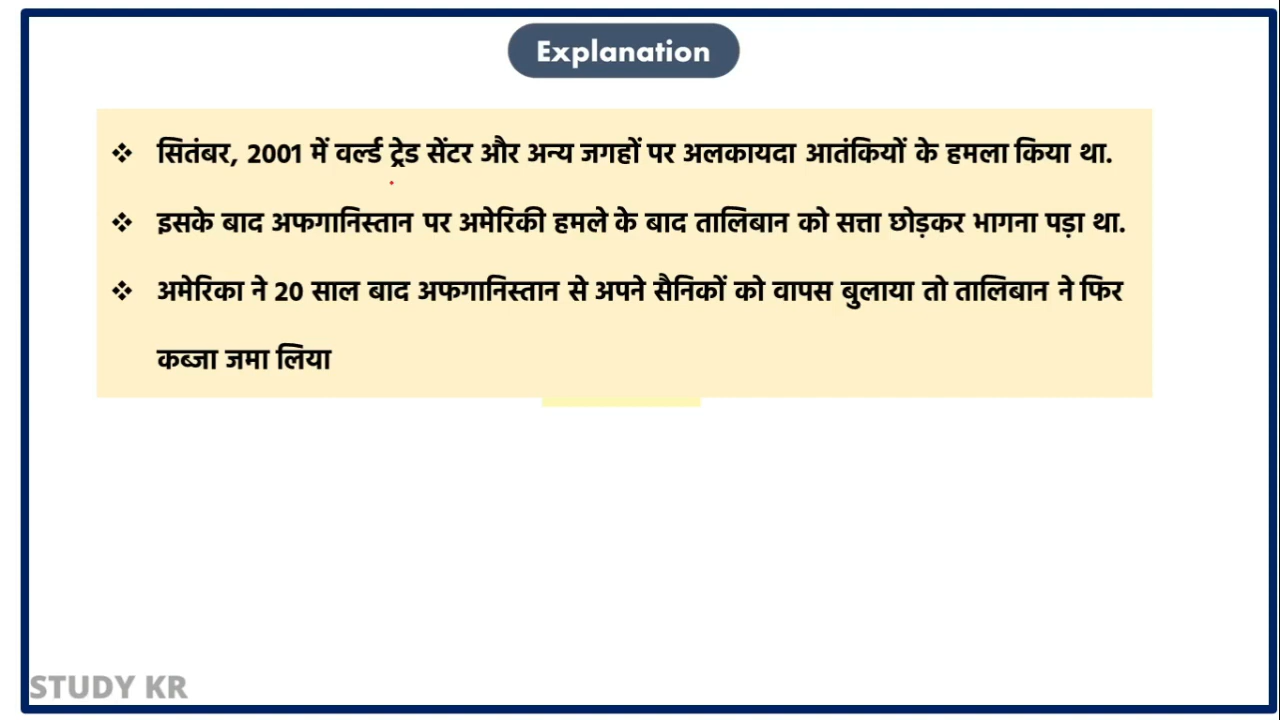 Explanation
❖ सितंबर, 2001 में वर्ल्ड ट्रेड सेंटर और अन्य जगहों पर अलकायदा आतंकियों के हमला किया था.
❖ इसके बाद अफगानिस्तान पर अमेरिकी हमले के बाद तालिबान को सत्ता छोड़कर भागना पड़ा था.
❖ अमेरिका ने 20 साल बाद अफगानिस्तान से अपने सैनिकों को वापस बुलाया तो तालिबान ने फिर
कब्जा जमा लिया
STUDY KR